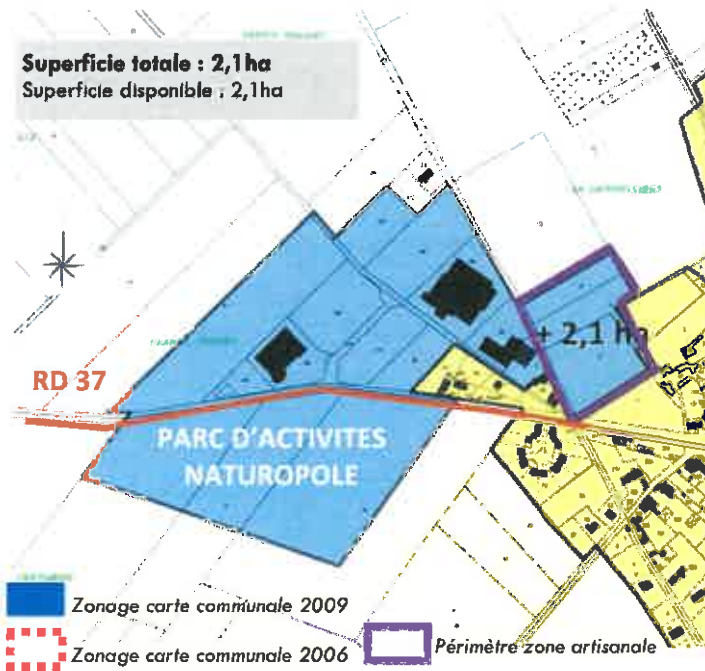 Superficie totale : 2,1ha
Superficie disponible : 2,1ha
+ 2,1 ha
RD 37
PARC D'ACTIVITES
NATUROPOLE
Zonage carte communale 2009
Zonage carte communale 2006
Périmètre zone artisanale